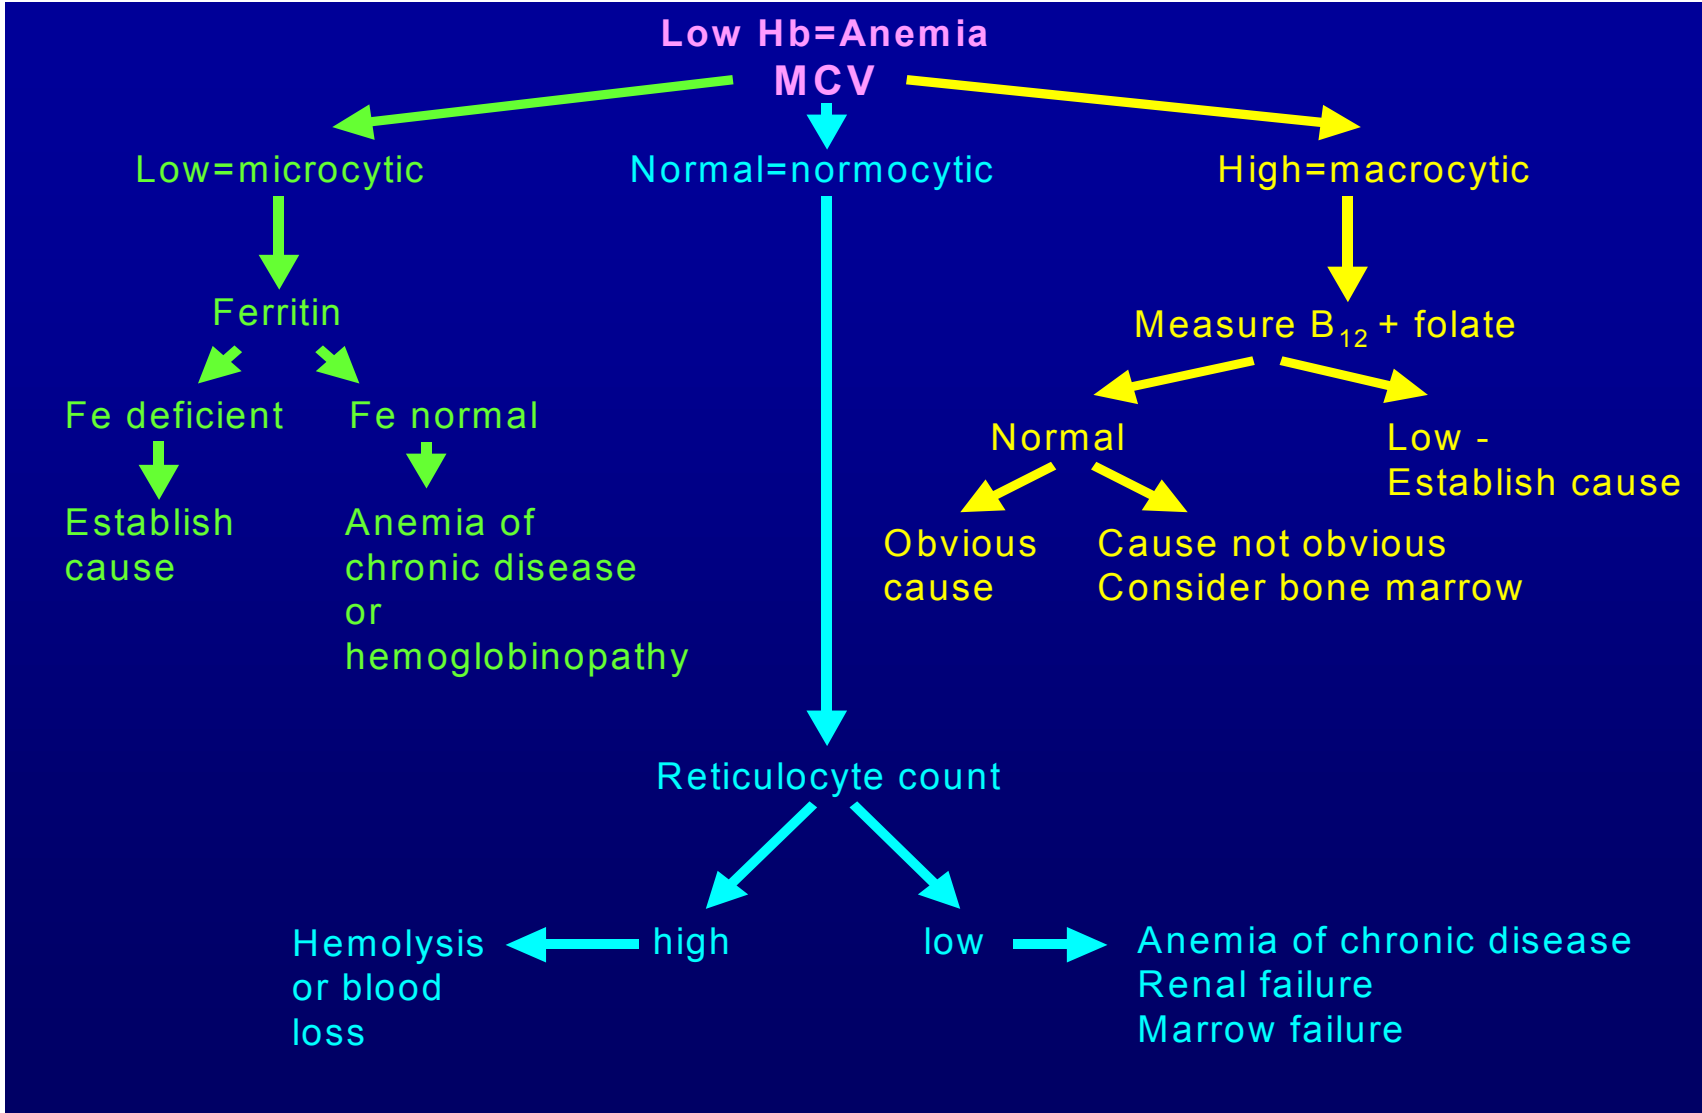 Low Hb=Anemia
MCV
Low=microcytic
Normal=normocytic
High=macrocytic
Ferritin
Measure B12 + folate
Fe deficient
Fe normal
Normal
Low -
Establish cause
Establish
cause
Anemia of
chronic disease
or
hemoglobinopathy
Obvious
cause
Cause not obvious
Consider bone marrow
Reticulocyte count
high
low
Hemolysis
or blood
loss
Anemia of chronic disease
Renal failure
Marrow failure